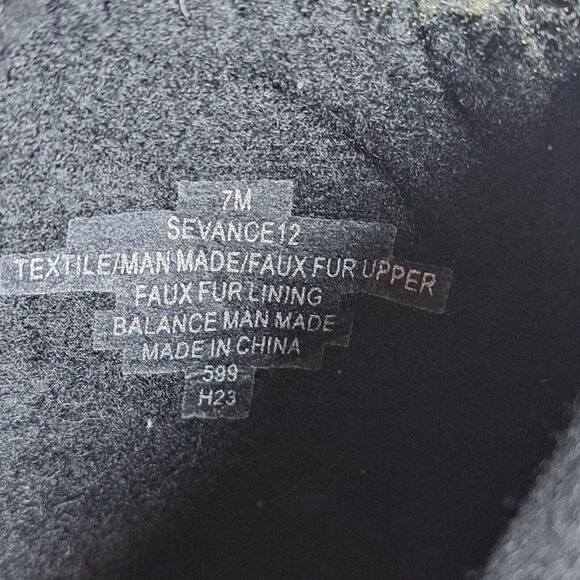 7M
SEVANCE12
TEXTILE/MAN MADE/FAUX FUR UPPER
FAUX FUR LINING
BALANCE MAN MADE
MADE IN CHINA
599
H23